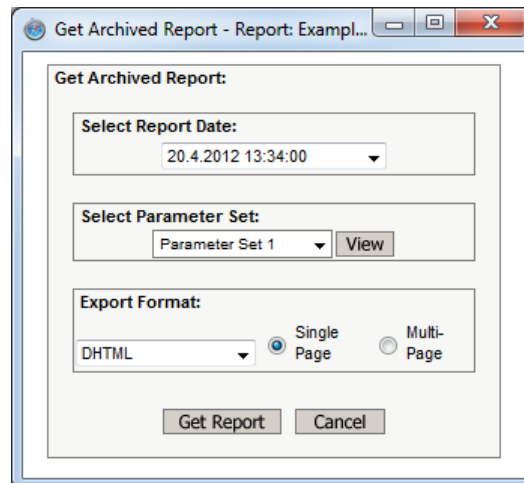 Get Archived Report - Report: Exampl...
Get Archived Report:
Select Report Date:
20.4.2012 13:34:00
Select Parameter Set:
Parameter Set 1 View
Export Format:
DHTML Single Page Multi-Page
Get Report Cancel